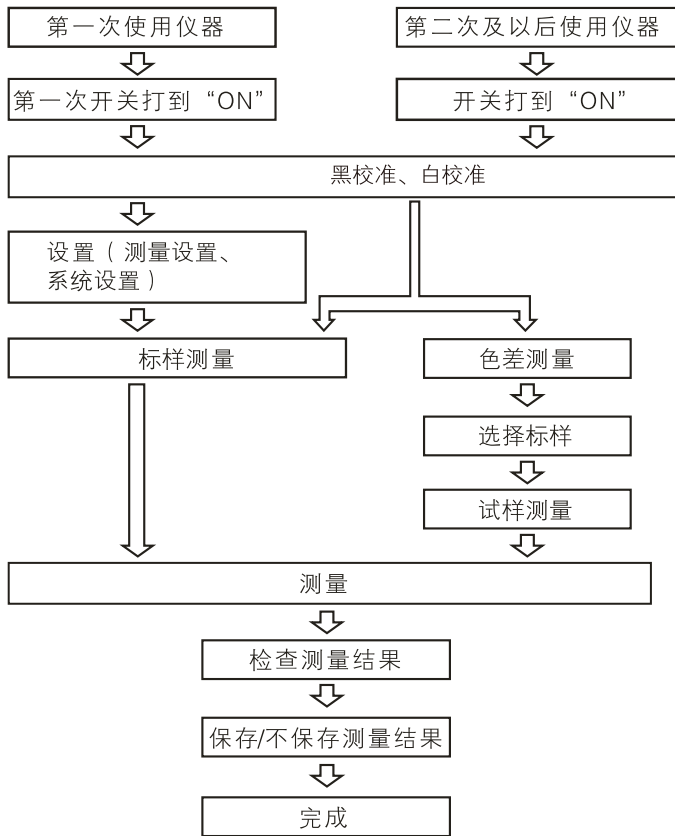 第一次使用仪器
第二次及以后使用仪器
第一次开关打到“ON”
开关打到“ON”
黑校准、白校准
设置（测量设置、
系统设置）
标样测量
色差测量
选择标样
试样测量
测量
检查测量结果
保存/不保存测量结果
完成